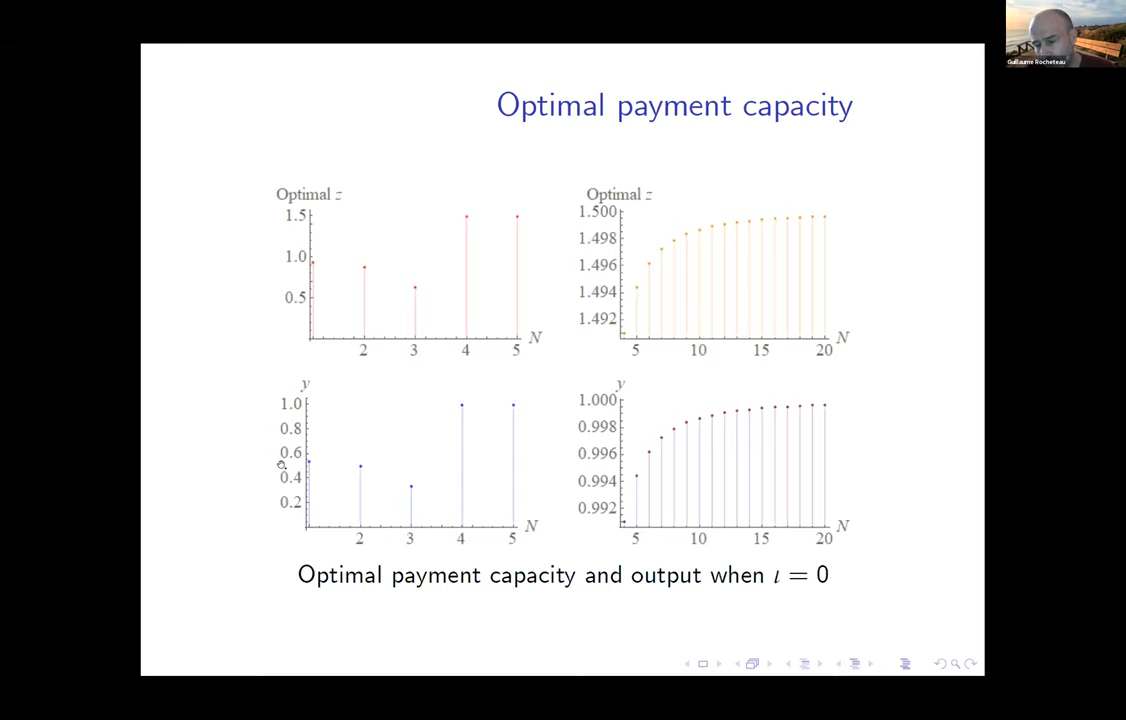 Guillaume Rocheteau
Optimal payment capacity
Optimal z
1.5
1.0
0.5
2 3 4 5 N
Optimal z
1.500
1.498
1.496
1.494
1.492
5 10 15 20 N
y
1.0
0.8
0.6
0.4
0.2
2 3 4 5 N
y
1.000
0.998
0.996
0.994
0.992
5 10 15 20 N
Optimal payment capacity and output when ι = 0